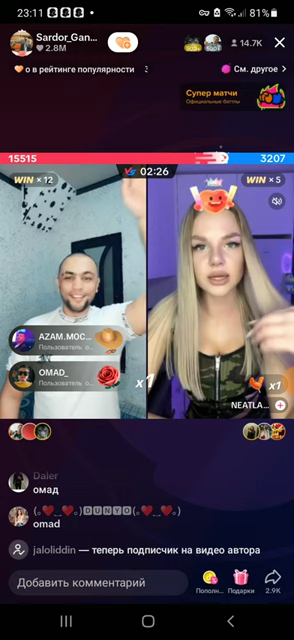 23:11
81%
Sardor_Gan...
2.8M
14.7K
о в рейтинге популярности
См. другое >
Супер матчи
Официальные баттлы
15515
3207
WIN × 12
VS 02:26
WIN × 5
AZAM.MOC...
Пользователь о...
OMAD_
Пользователь о...
x1
x1
NEATLA...
Daler
омад
(｡♥‿♥｡)🅳🆄🅽🆈🅾(｡♥‿♥｡)
omad
jaloliddin — теперь подписчик на видео автора
Добавить комментарий
Пополн...
Подарки
2.9K